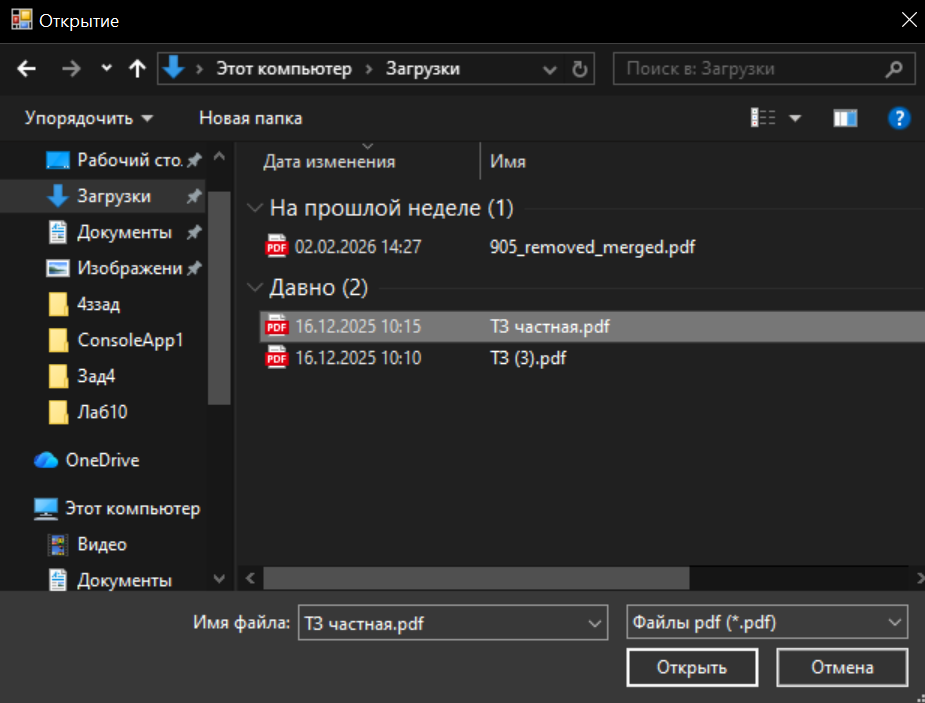 Открытие
Этот компьютер
Загрузки
Поиск в: Загрузки
Упорядочить
Новая папка
Рабочий сто.
Загрузки
Документы
Изображени
4ззад
ConsoleApp1
Зад4
Ла610
OneDrive
Этот компьютер
Видео
Документы
Дата изменения Имя
На прошлой неделе (1)
PDF 02.02.2026 14:27 905_removed_merged.pdf
Давно (2)
PDF 16.12.2025 10:15 ТЗ частная.pdf
PDF 16.12.2025 10:10 ТЗ (3).pdf
Имя файла: ТЗ частная.pdf Файлы pdf (*.pdf)
Открыть Отмена